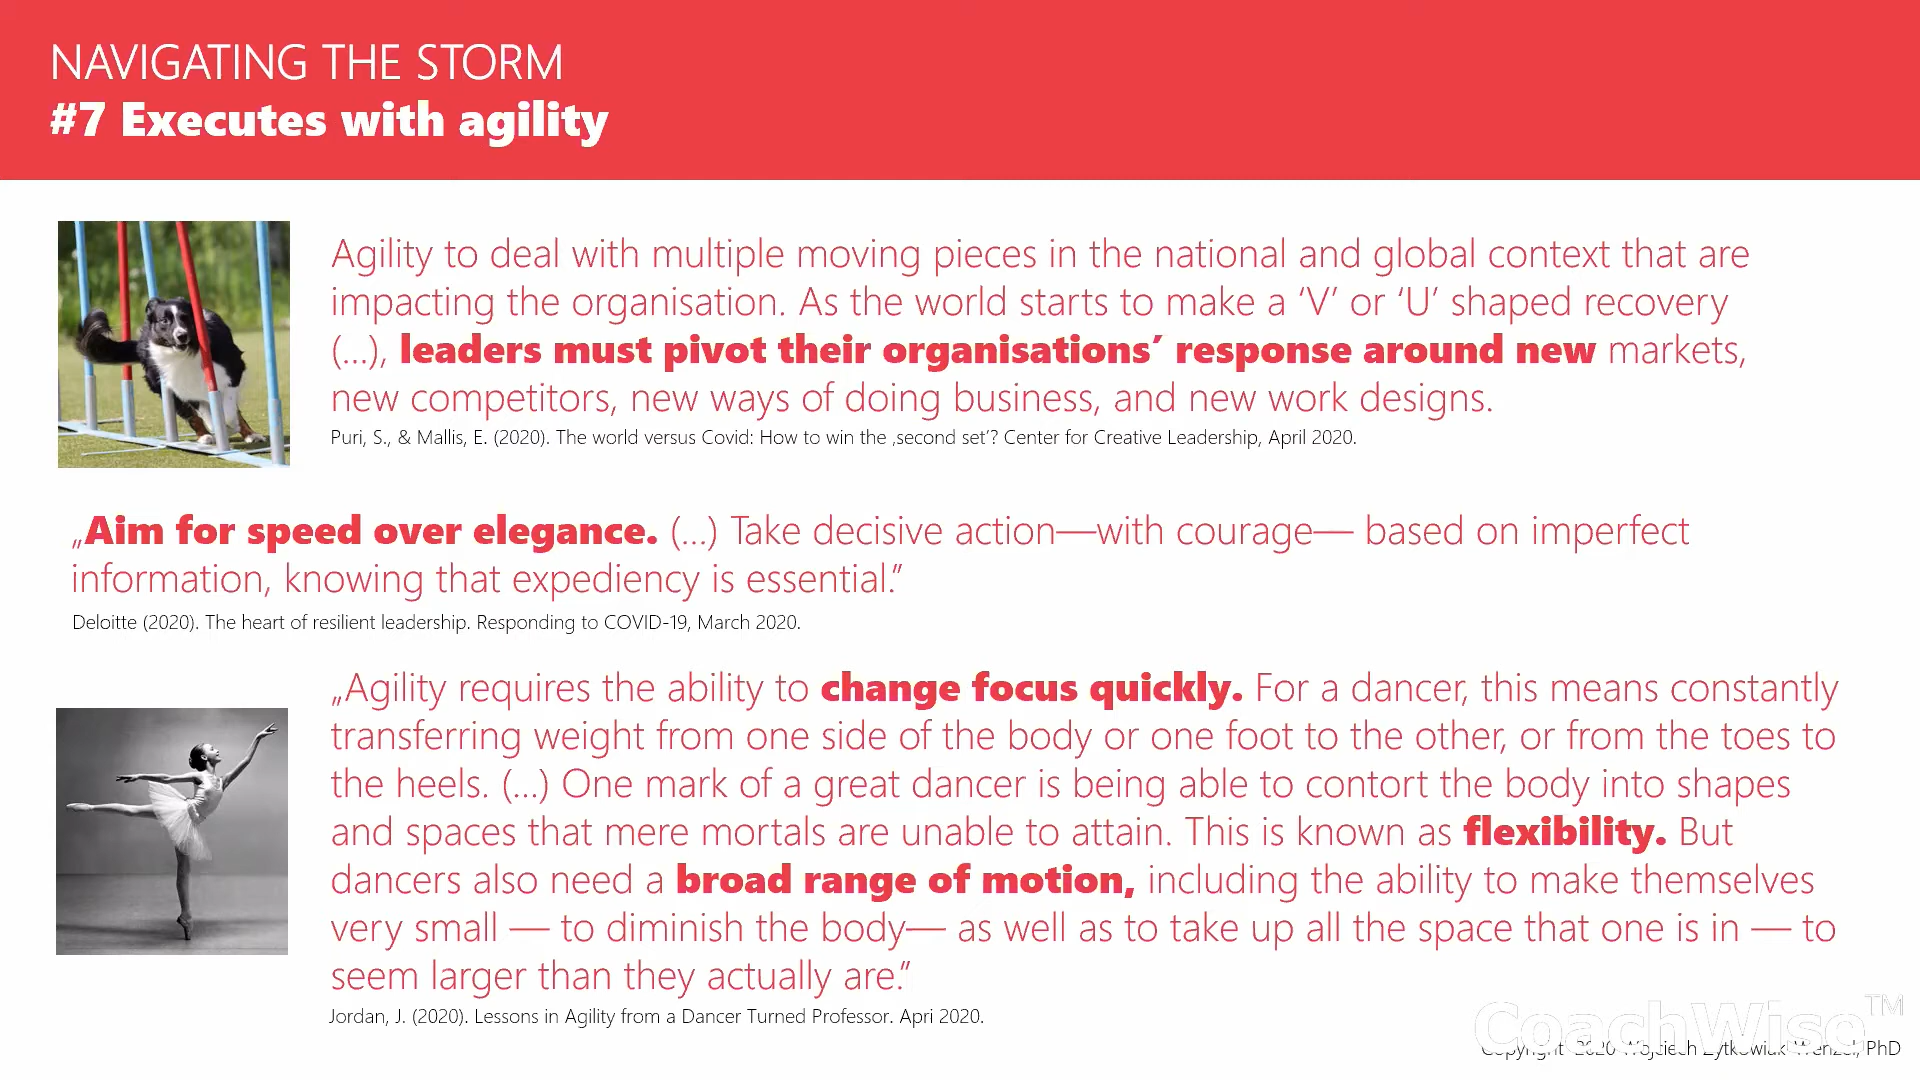 NAVIGATING THE STORM
#7 Executes with agility
Agility to deal with multiple moving pieces in the national and global context that are
impacting the organisation. As the world starts to make a ‘V’ or ‘U’ shaped recovery
(...), leaders must pivot their organisations’ response around new markets,
new competitors, new ways of doing business, and new work designs.
Puri, S., & Mallis, E. (2020). The world versus Covid: How to win the ‚second set’? Center for Creative Leadership, April 2020.
„Aim for speed over elegance. (...) Take decisive action—with courage— based on imperfect
information, knowing that expediency is essential.”
Deloitte (2020). The heart of resilient leadership. Responding to COVID-19, March 2020.
„Agility requires the ability to change focus quickly. For a dancer, this means constantly
transferring weight from one side of the body or one foot to the other, or from the toes to
the heels. (...) One mark of a great dancer is being able to contort the body into shapes
and spaces that mere mortals are unable to attain. This is known as flexibility. But
dancers also need a broad range of motion, including the ability to make themselves
very small — to diminish the body— as well as to take up all the space that one is in — to
seem larger than they actually are.”
Jordan, J. (2020). Lessons in Agility from a Dancer Turned Professor. Apri 2020.
CoachWise™
Copyright 2020 Wojciech Zytkowiak-Wenzel, PhD